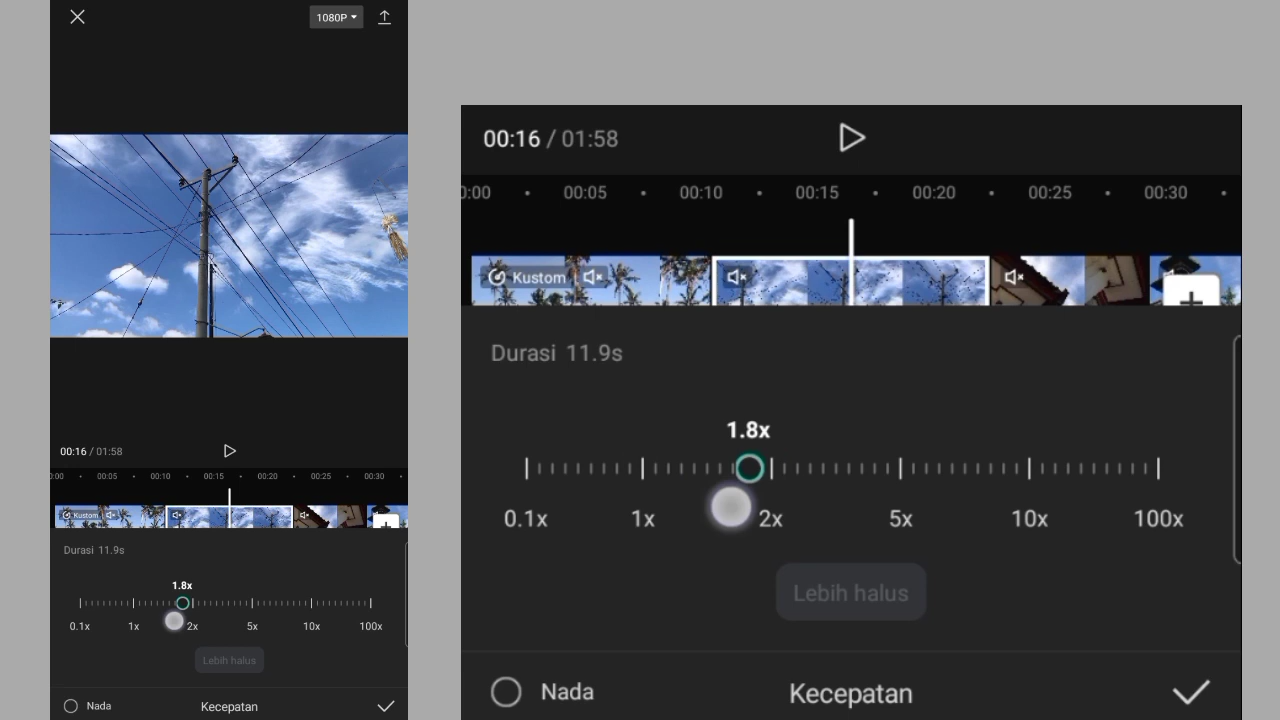 1080P
00:16 / 01:58
0:00 00:05 00:10 00:15 00:20 00:25 00:30
Kustom
Durasi 11.9s
1.8x
0.1x 1x 2x 5x 10x 100x
Lebih halus
Nada Kecepatan
00:16 / 01:58
0:00 00:05 00:10 00:15 00:20 00:25 00:30
Kustom
Durasi 11.9s
1.8x
0.1x 1x 2x 5x 10x 100x
Lebih halus
Nada Kecepatan